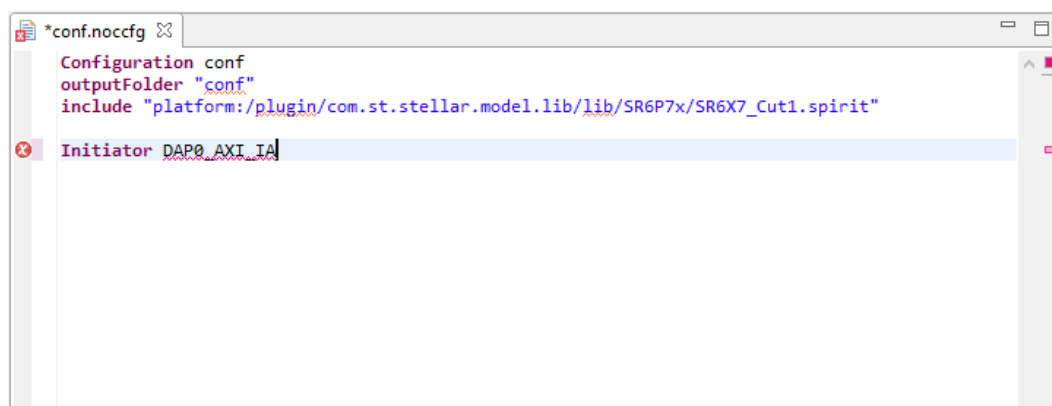 *conf.noccfg
Configuration conf
outputFolder "conf"
include "platform:/plugin/com.st.stellar.model.lib/lib/SR6P7x/SR6X7_Cut1.spirit"
Initiator DAP0_AXI_IA